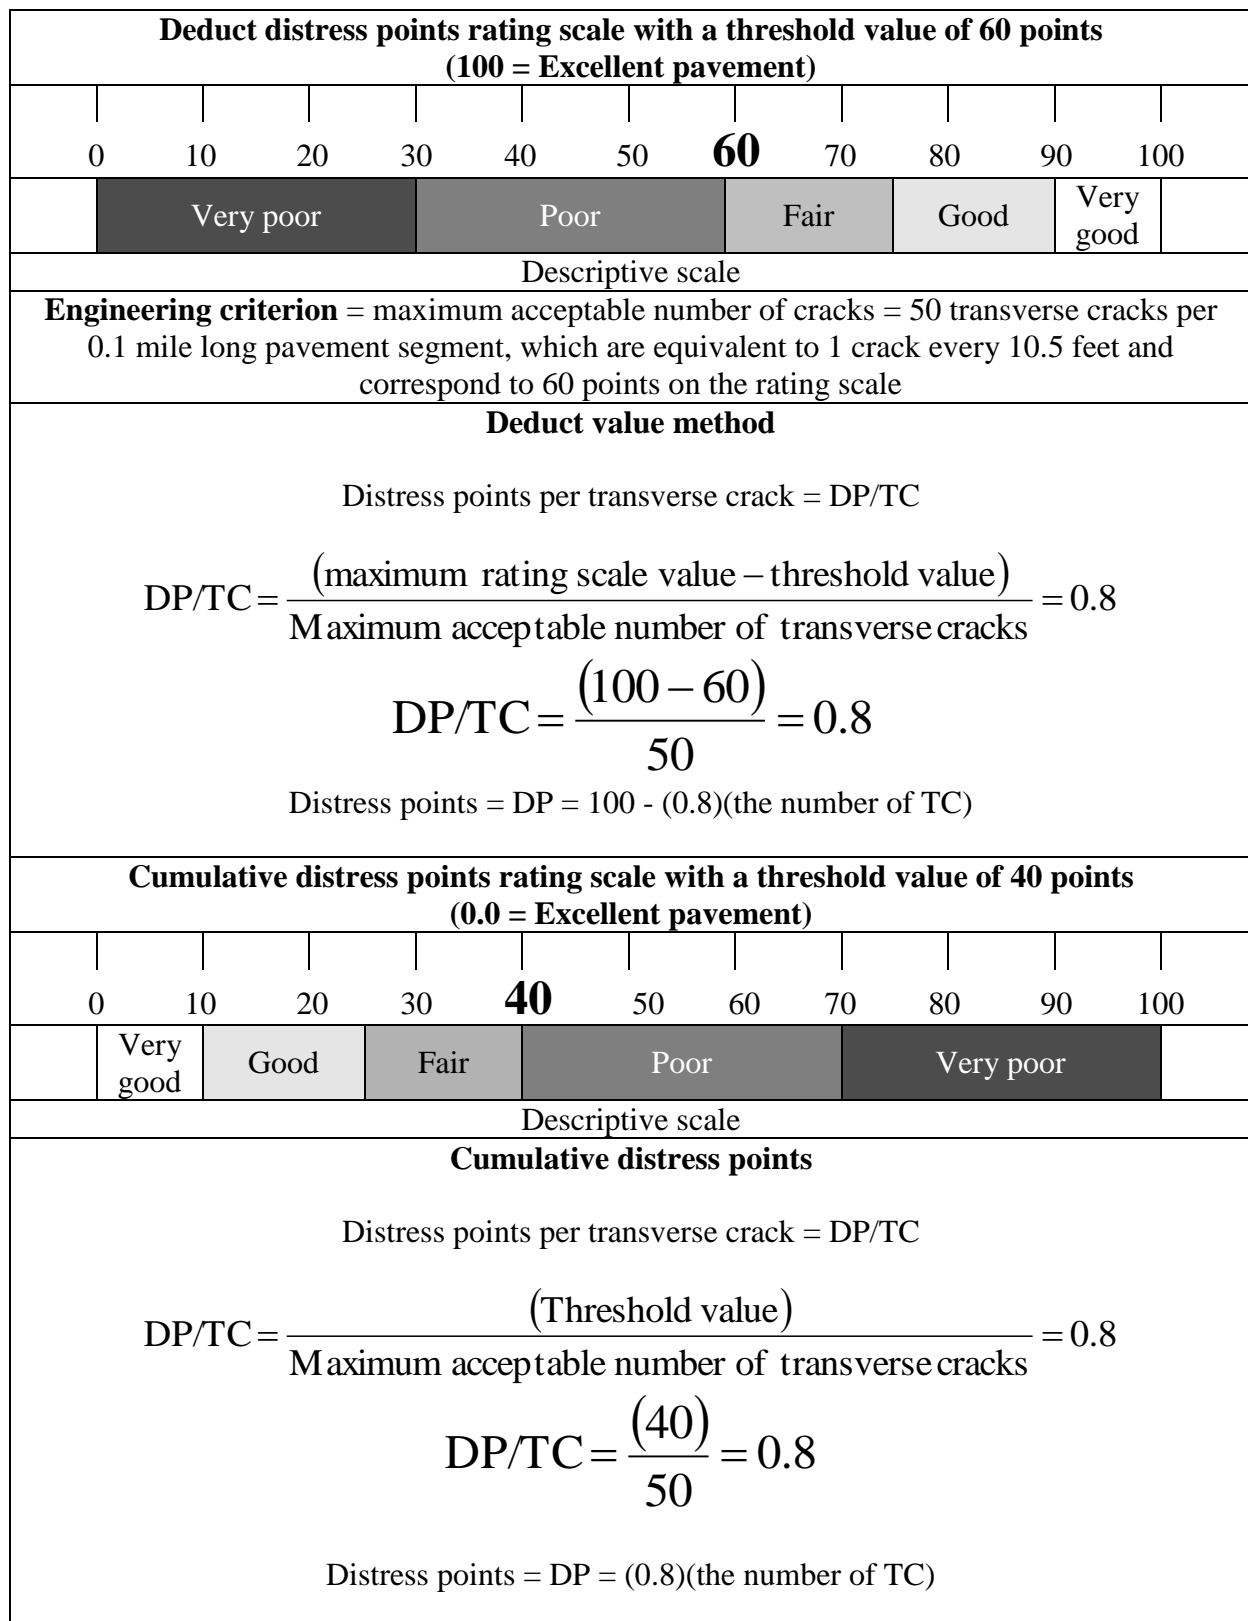 Deduct distress points rating scale with a threshold value of 60 points
(100 = Excellent pavement)
0 10 20 30 40 50 60 70 80 90 100
Very poor Poor Fair Good Very good
Descriptive scale
Engineering criterion = maximum acceptable number of cracks = 50 transverse cracks per
0.1 mile long pavement segment, which are equivalent to 1 crack every 10.5 feet and
correspond to 60 points on the rating scale
Deduct value method
Distress points per transverse crack = DP/TC
DP/TC = (maximum rating scale value – threshold value) / Maximum acceptable number of transverse cracks = 0.8
DP/TC = (100 – 60) / 50 = 0.8
Distress points = DP = 100 - (0.8)(the number of TC)
Cumulative distress points rating scale with a threshold value of 40 points
(0.0 = Excellent pavement)
0 10 20 30 40 50 60 70 80 90 100
Very good Good Fair Poor Very poor
Descriptive scale
Cumulative distress points
Distress points per transverse crack = DP/TC
DP/TC = (Threshold value) / Maximum acceptable number of transverse cracks = 0.8
DP/TC = (40) / 50 = 0.8
Distress points = DP = (0.8)(the number of TC)